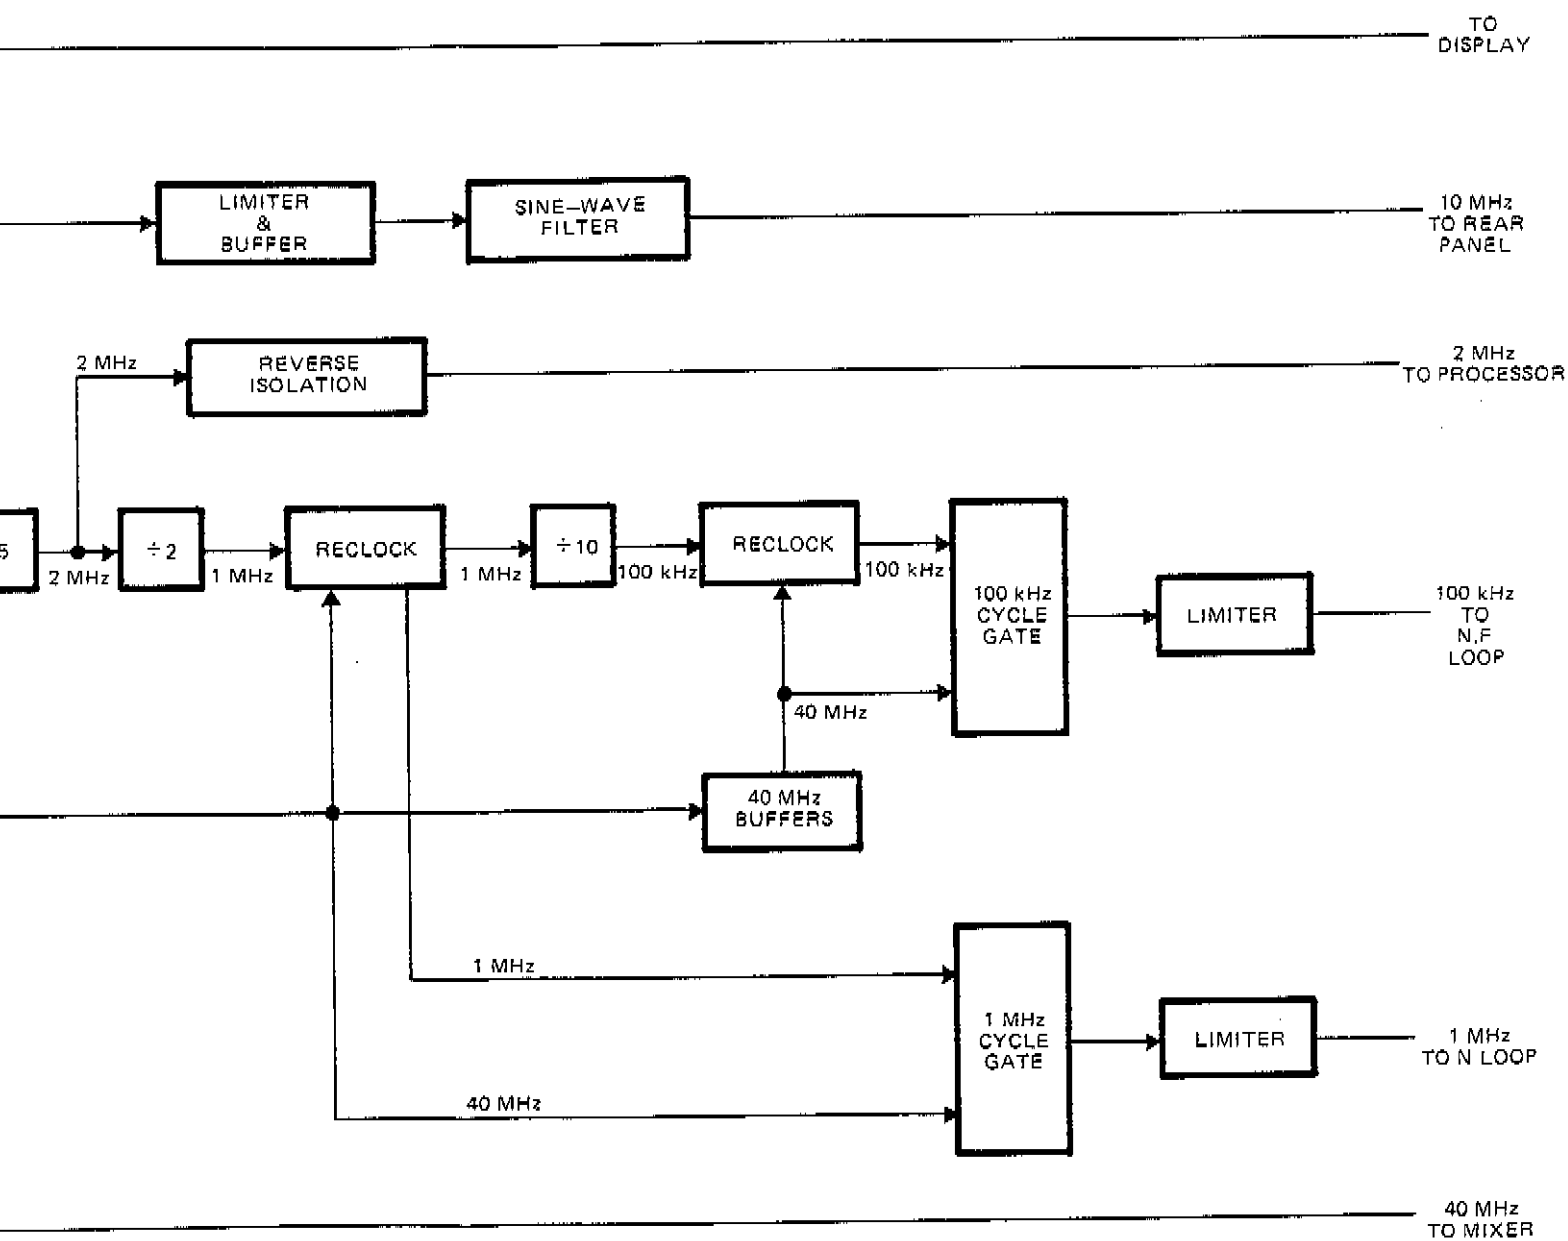 TO
DISPLAY
LIMITER
&
BUFFER
SINE-WAVE
FILTER
10 MHz
TO REAR
PANEL
2 MHz
REVERSE
ISOLATION
2 MHz
TO PROCESSOR
5
2 MHz
÷2
1 MHz
RECLOCK
1 MHz
÷10
100 kHz
RECLOCK
100 kHz
100 kHz
CYCLE
GATE
LIMITER
100 kHz
TO
N,F
LOOP
40 MHz
40 MHz
BUFFERS
1 MHz
1 MHz
CYCLE
GATE
LIMITER
1 MHz
TO N LOOP
40 MHz
40 MHz
TO MIXER